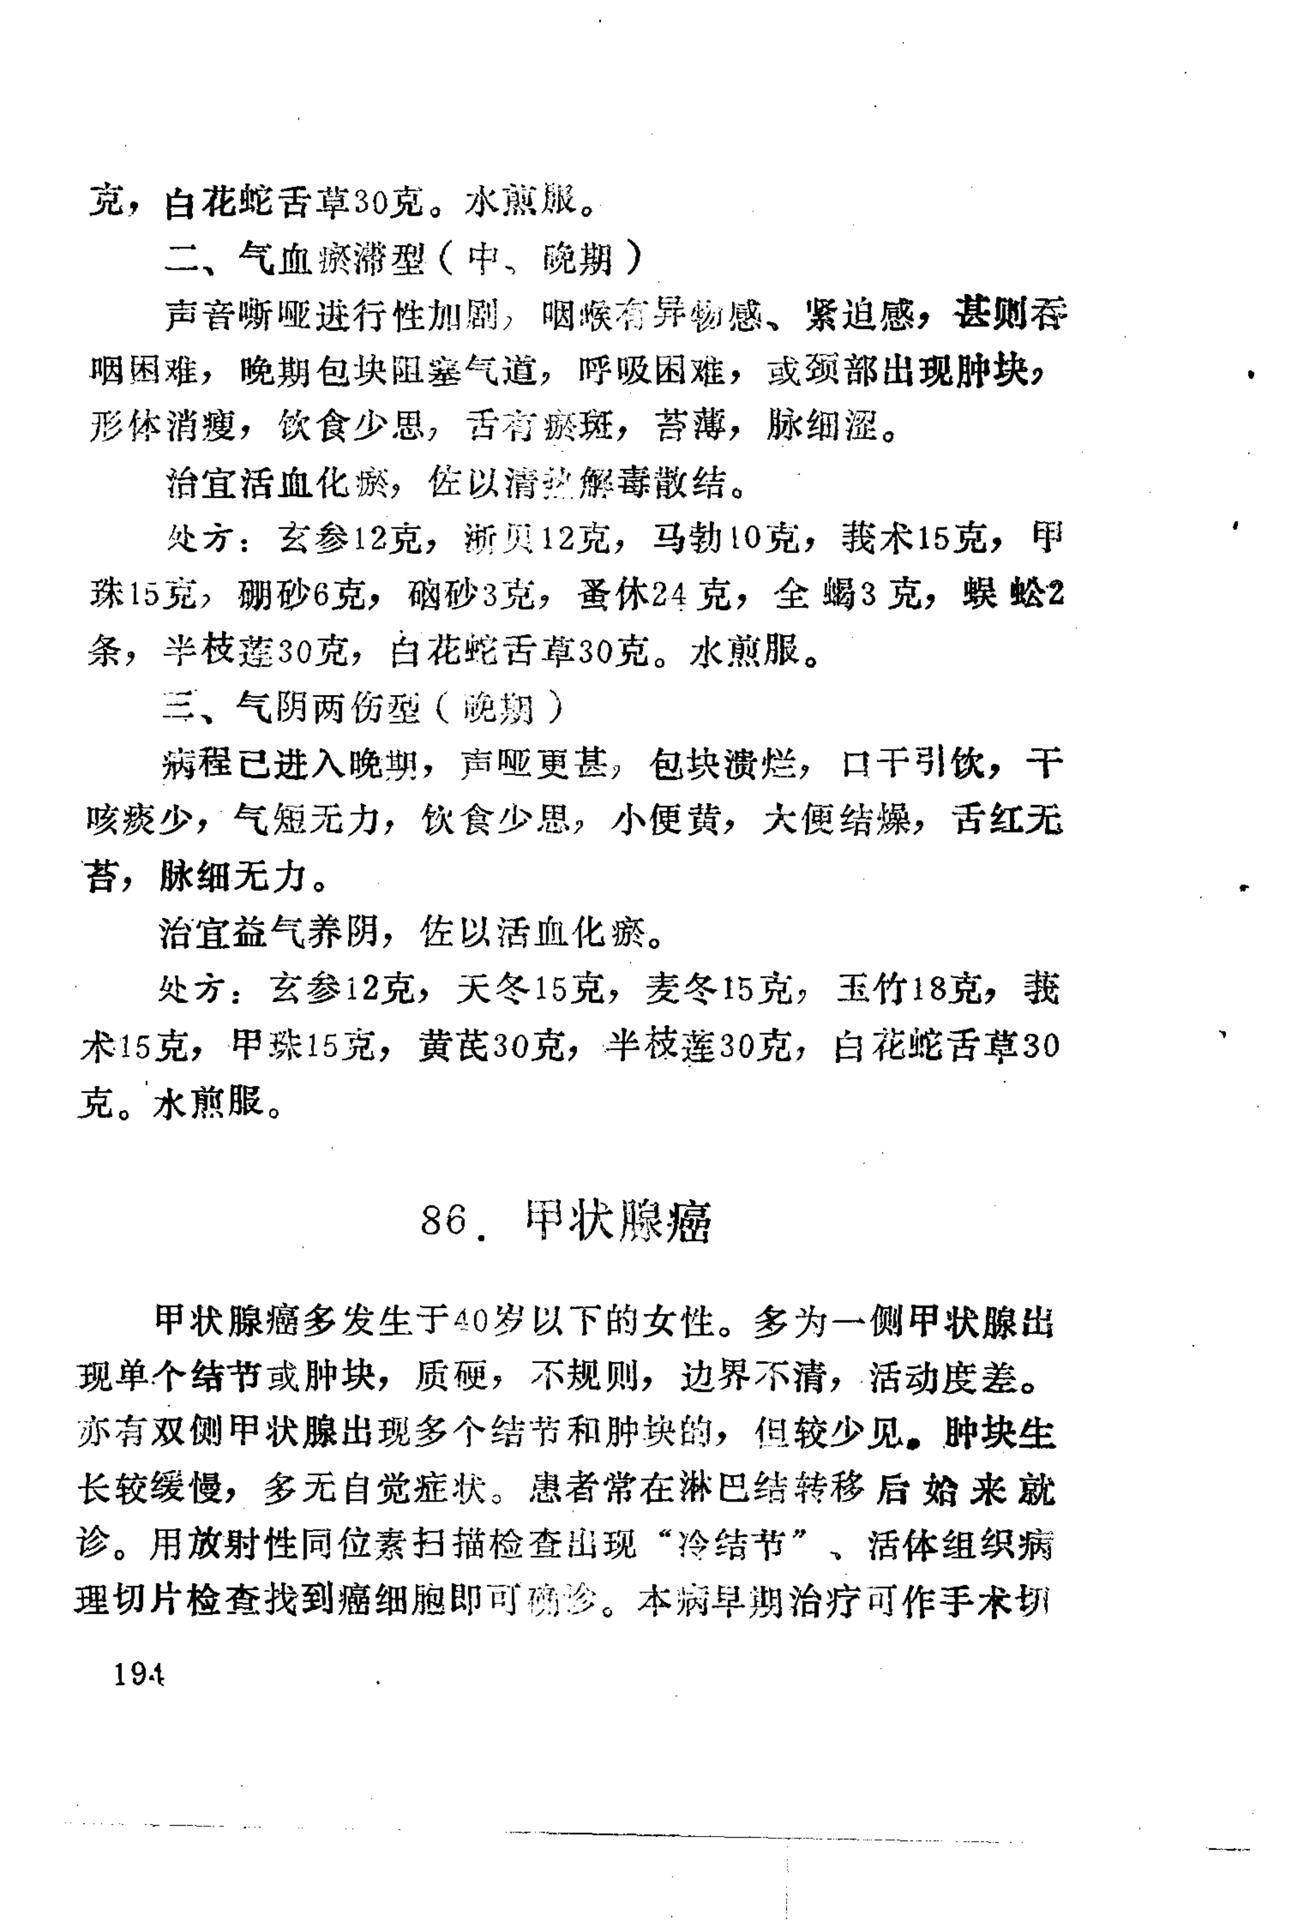 克，白花蛇舌草30克。水煎服。
二、气血瘀滞型（中、晚期）
声音嘶哑进行性加剧，咽喉有异物感、紧迫感，甚则吞
咽困难，晚期包块阻塞气道，呼吸困难，或颈部出现肿块，
形体消瘦，饮食少思，舌有瘀斑，苔薄，脉细涩。
治宜活血化瘀，佐以清热解毒散结。
处方：玄参12克，浙贝12克，马勃10克，莪术15克，甲
珠15克，硼砂6克，硇砂3克，蚤休24克，全蝎3克，蜈蚣2
条，半枝莲30克，白花蛇舌草30克。水煎服。
三、气阴两伤型（晚期）
病程已进入晚期，声哑更甚，包块溃烂，口干引饮，干
咳痰少，气短无力，饮食少思，小便黄，大便结燥，舌红无
苔，脉细无力。
治宜益气养阴，佐以活血化瘀。
处方：玄参12克，天冬15克，麦冬15克，玉竹18克，莪
术15克，甲珠15克，黄芪30克，半枝莲30克，白花蛇舌草30
克。水煎服。
86．甲状腺癌
甲状腺癌多发生于40岁以下的女性。多为一侧甲状腺出
现单个结节或肿块，质硬，不规则，边界不清，活动度差。
亦有双侧甲状腺出现多个结节和肿块的，但较少见。肿块生
长较缓慢，多无自觉症状。患者常在淋巴结转移后始来就
诊。用放射性同位素扫描检查出现“冷结节”、活体组织病
理切片检查找到癌细胞即可确诊。本病早期治疗可作手术切
194